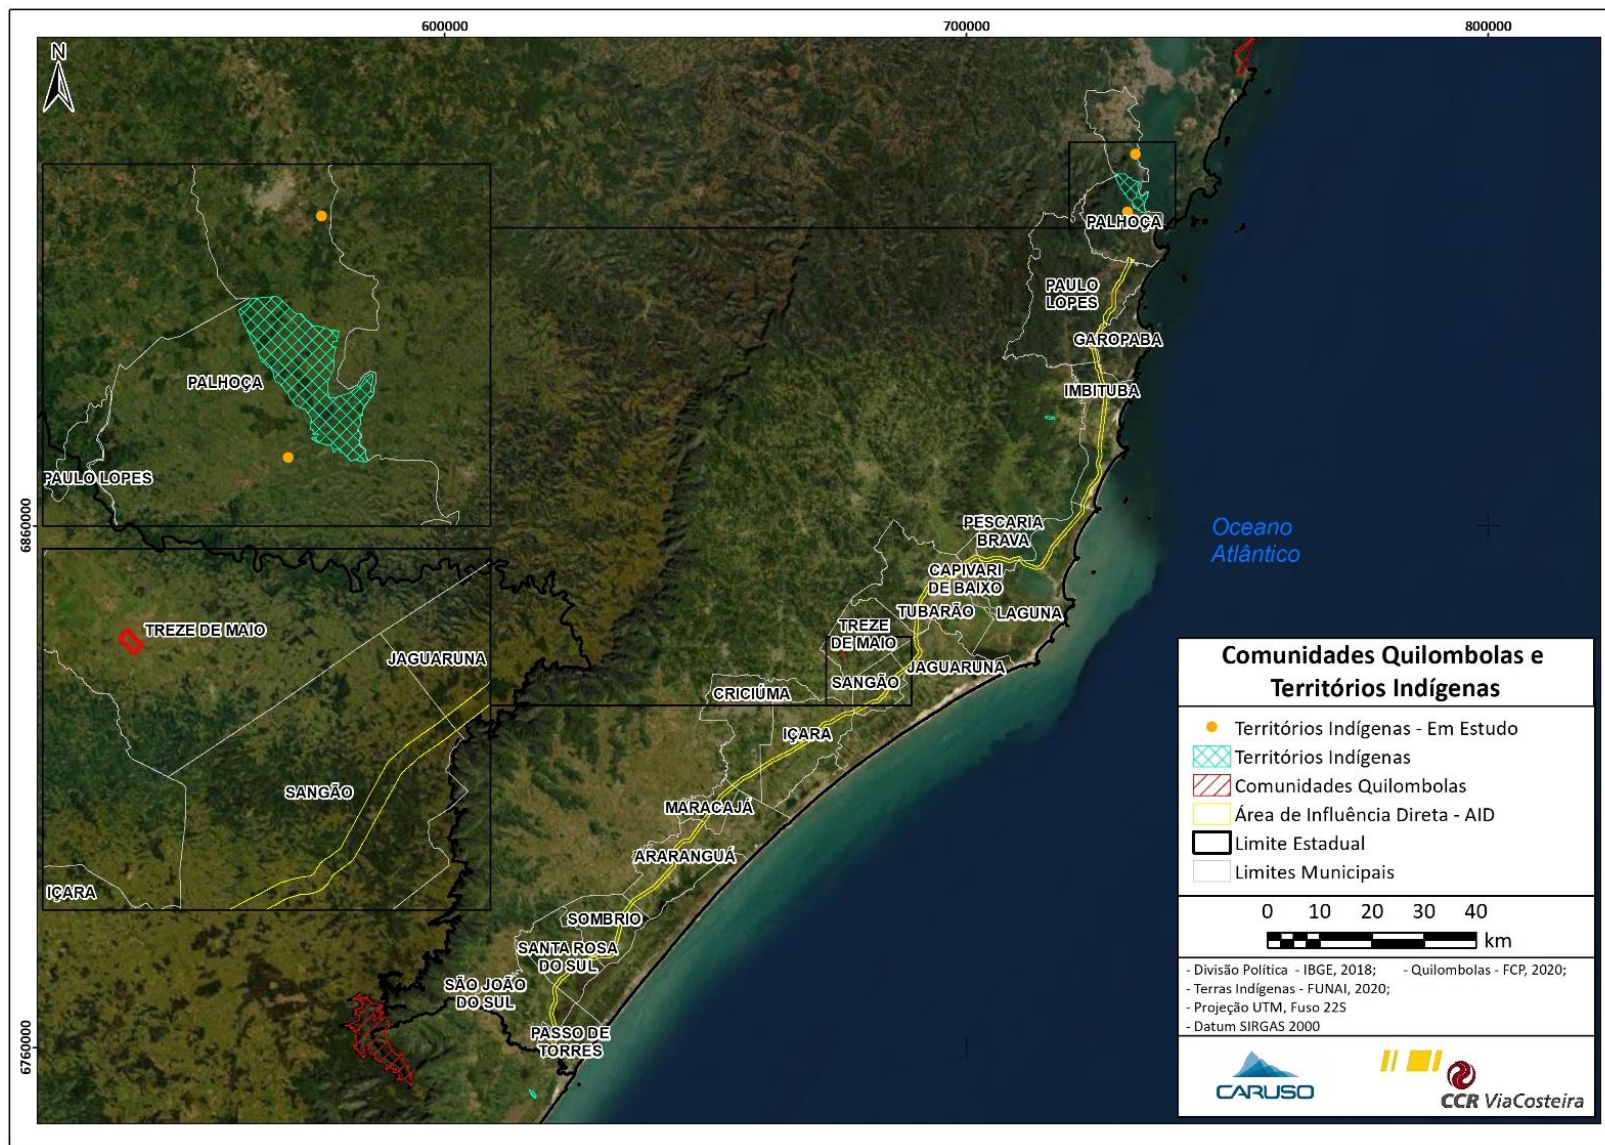 600000
700000
800000
N
PALHOÇA
PAULO LOPES
6860000
TREZE DE MAIO
JAGUARUNA
SANGÃO
IÇARA
6760000
PALHOÇA
PAULO
LOPES
GAROPABA
IMBITUBA
PESCARIA
BRAVA
CAPIVARI
DE BAIXO
TUBARÃO
LAGUNA
TREZE
DE MAIO
JAGUARUNA
SANGÃO
CRICIÚMA
IÇARA
MARACAJÁ
ARARANGUÁ
SOMBRIO
SANTA ROSA
DO SUL
SÃO JOÃO
DO SUL
PASSO DE
TORRES
Oceano
Atlântico
Comunidades Quilombolas e
Territórios Indígenas
Territórios Indígenas - Em Estudo
Territórios Indígenas
Comunidades Quilombolas
Área de Influência Direta - AID
Limite Estadual
Limites Municipais
0 10 20 30 40
km
- Divisão Política - IBGE, 2018; - Quilombolas - FCP, 2020;
- Terras Indígenas - FUNAI, 2020;
- Projeção UTM, Fuso 22S
- Datum SIRGAS 2000
CARUSO
CCR ViaCosteira